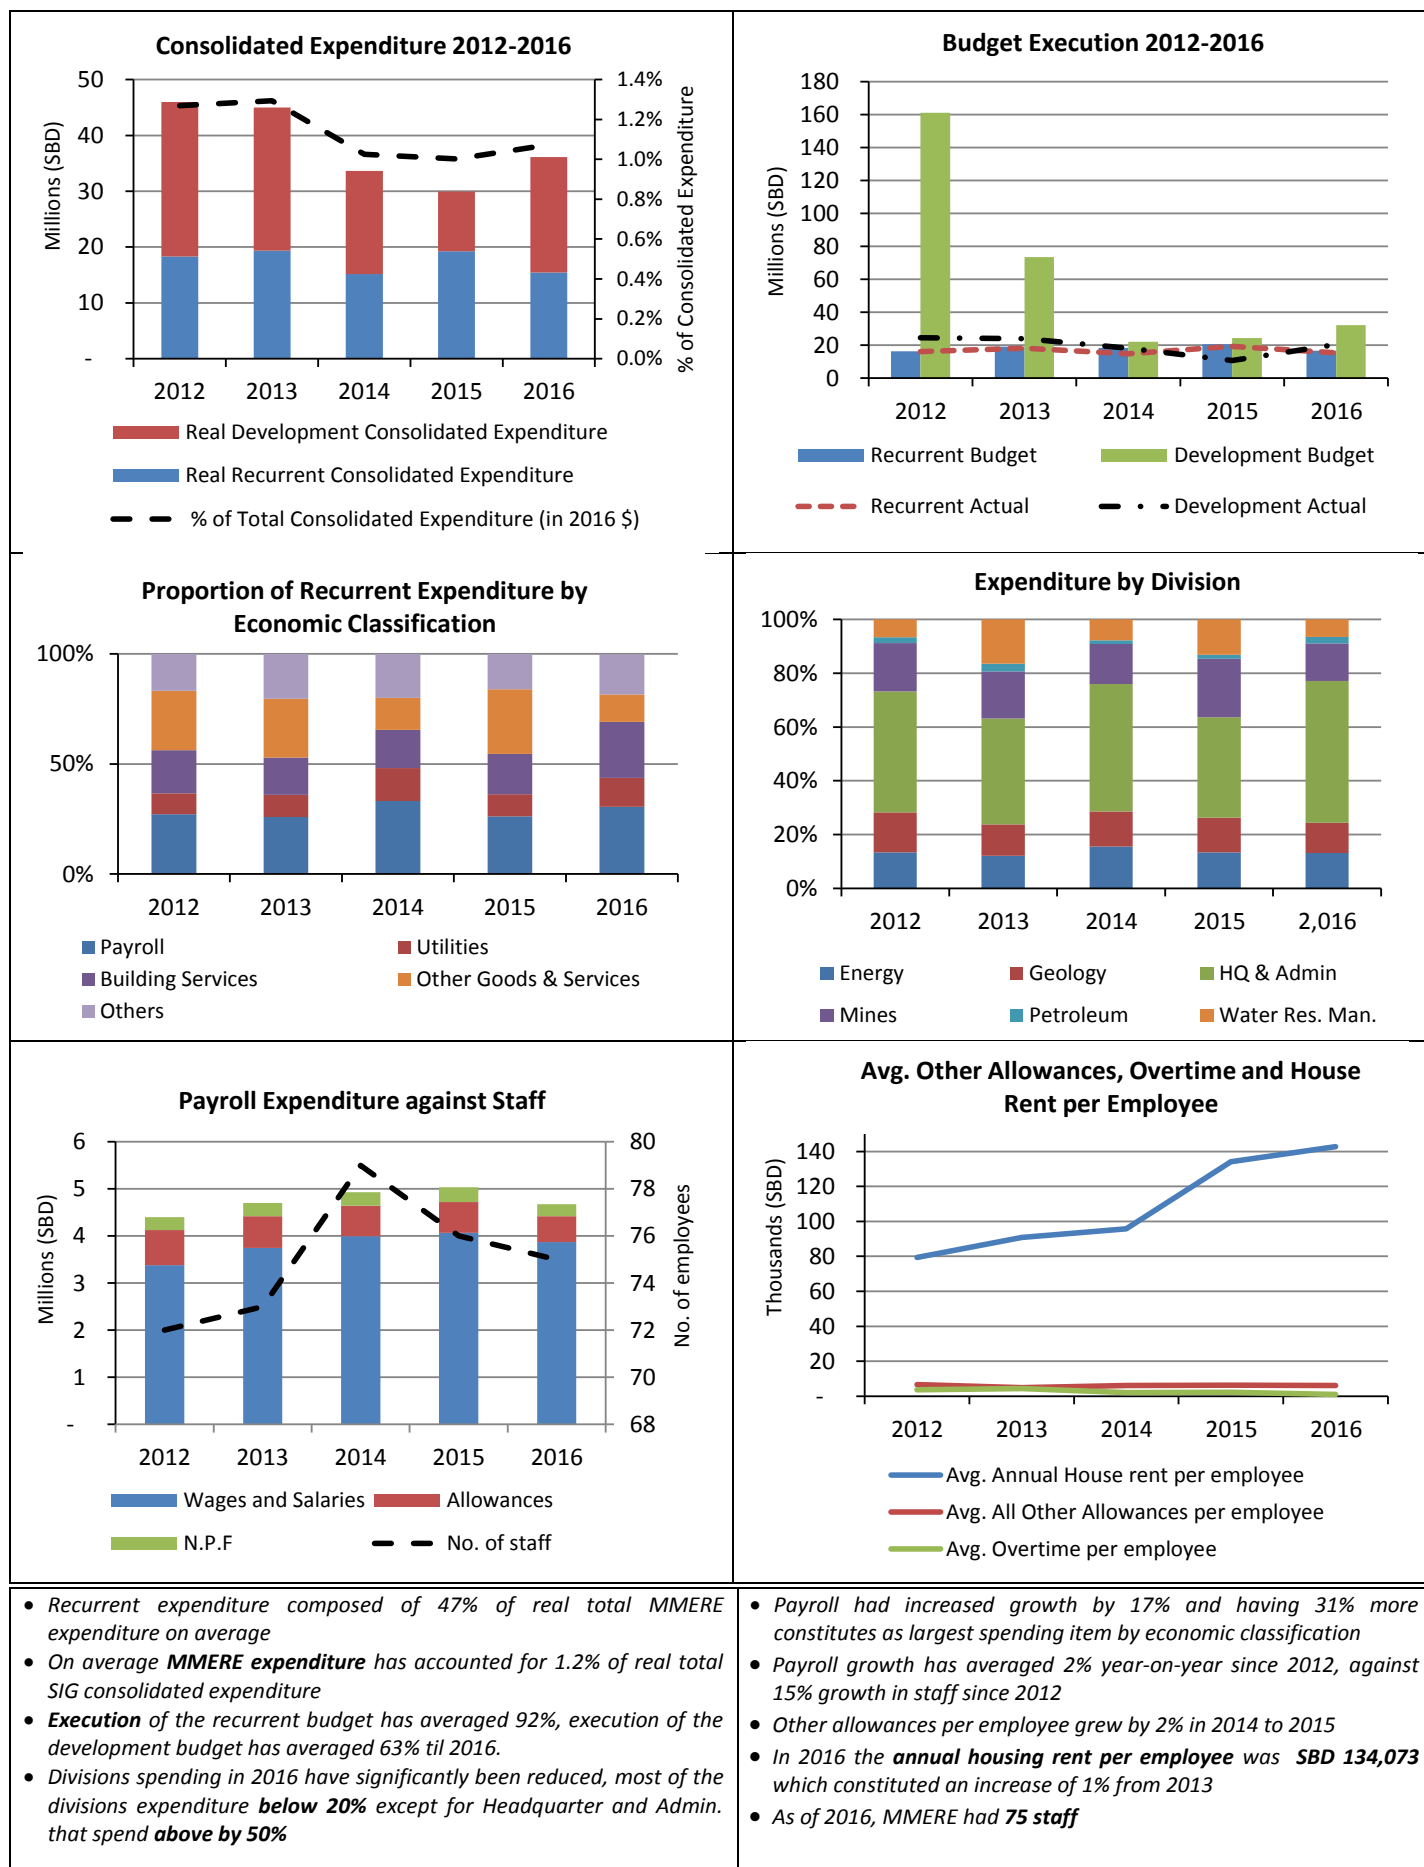 Consolidated Expenditure 2012-2016
50
40
30
20
10
-
Millions (SBD)
1.4%
1.2%
1.0%
0.8%
0.6%
0.4%
0.2%
0.0%
% of Consolidated Expenditure
2012 2013 2014 2015 2016
Real Development Consolidated Expenditure
Real Recurrent Consolidated Expenditure
% of Total Consolidated Expenditure (in 2016 $)
Budget Execution 2012-2016
180
160
140
120
100
80
60
40
20
0
Millions (SBD)
2012 2013 2014 2015 2016
Recurrent Budget Development Budget
Recurrent Actual Development Actual
Proportion of Recurrent Expenditure by
Economic Classification
100%
50%
0%
2012 2013 2014 2015 2016
Payroll Utilities
Building Services Other Goods & Services
Others
Expenditure by Division
100%
80%
60%
40%
20%
0%
2012 2013 2014 2015 2,016
Energy Geology HQ & Admin
Mines Petroleum Water Res. Man.
Payroll Expenditure against Staff
6
5
4
3
2
1
-
Millions (SBD)
80
78
76
74
72
70
68
No. of employees
2012 2013 2014 2015 2016
Wages and Salaries Allowances
N.P.F No. of staff
Avg. Other Allowances, Overtime and House
Rent per Employee
140
120
100
80
60
40
20
-
Thousands (SBD)
2012 2013 2014 2015 2016
Avg. Annual House rent per employee
Avg. All Other Allowances per employee
Avg. Overtime per employee
• Recurrent expenditure composed of 47% of real total MMERE
expenditure on average
• On average MMERE expenditure has accounted for 1.2% of real total
SIG consolidated expenditure
• Execution of the recurrent budget has averaged 92%, execution of the
development budget has averaged 63% til 2016.
• Divisions spending in 2016 have significantly been reduced, most of the
divisions expenditure below 20% except for Headquarter and Admin.
that spend above by 50%
• Payroll had increased growth by 17% and having 31% more
constitutes as largest spending item by economic classification
• Payroll growth has averaged 2% year-on-year since 2012, against
15% growth in staff since 2012
• Other allowances per employee grew by 2% in 2014 to 2015
• In 2016 the annual housing rent per employee was SBD 134,073
which constituted an increase of 1% from 2013
• As of 2016, MMERE had 75 staff